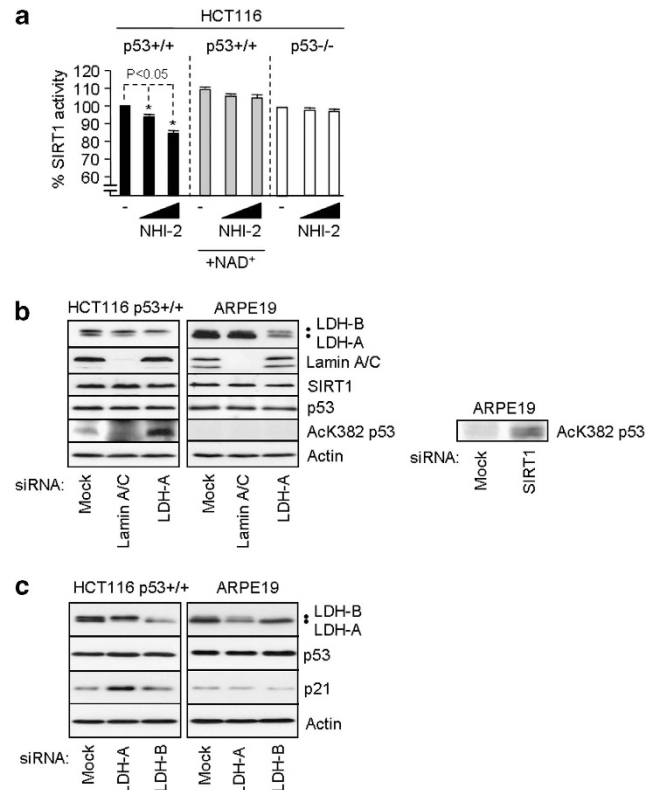 a
HCT116
p53+/+ p53+/+ p53-/-
P<0.05
* *
% SIRT1 activity
120
110
100
90
80
70
60
- - -
NHI-2 NHI-2 NHI-2
+NAD+
b
HCT116 p53+/+ ARPE19
LDH-B
LDH-A
Lamin A/C
SIRT1
p53
AcK382 p53
Actin
siRNA: Mock Lamin A/C LDH-A Mock Lamin A/C LDH-A
ARPE19
AcK382 p53
siRNA: Mock SIRT1
c
HCT116 p53+/+ ARPE19
LDH-B
LDH-A
p53
p21
Actin
siRNA: Mock LDH-A LDH-B Mock LDH-A LDH-B